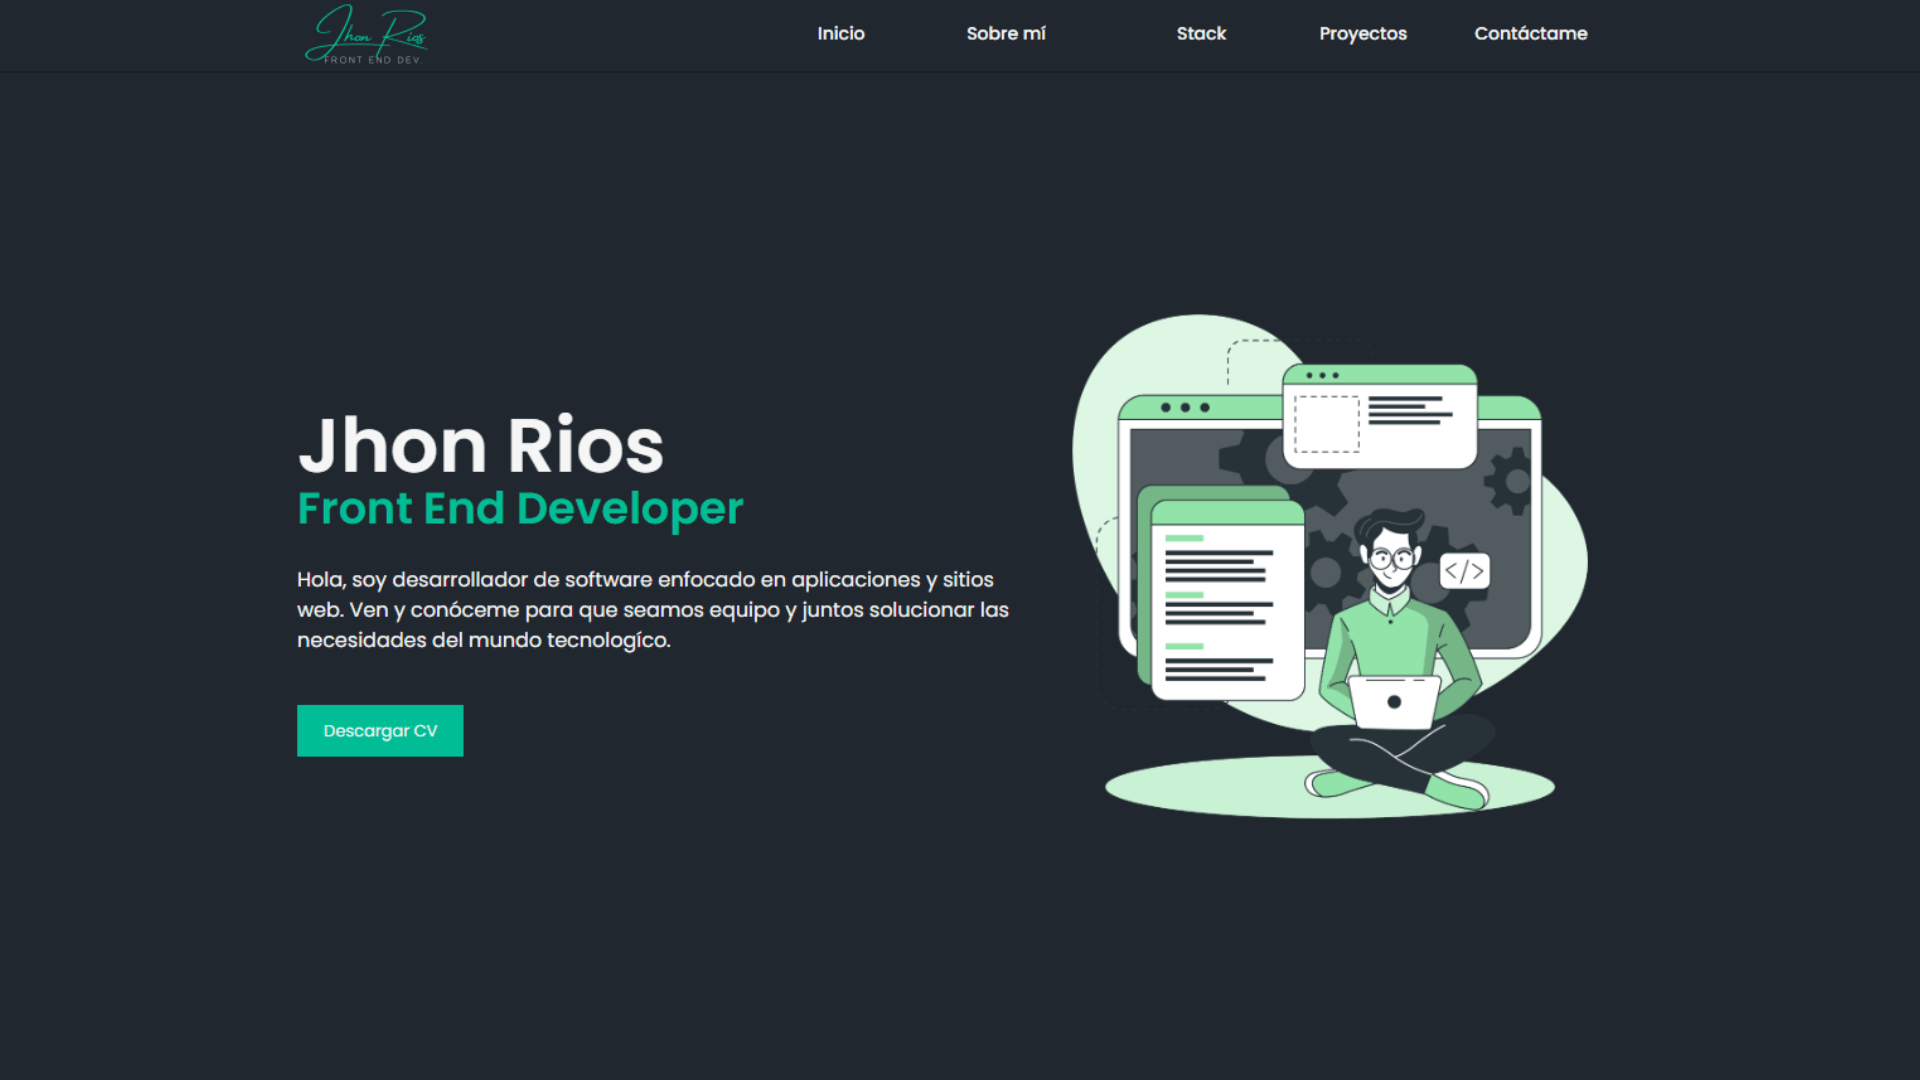 Jhon Rios
FRONT END DEV.
Inicio
Sobre mí
Stack
Proyectos
Contáctame
Jhon Rios
Front End Developer
Hola, soy desarrollador de software enfocado en aplicaciones y sitios
web. Ven y conóceme para que seamos equipo y juntos solucionar las
necesidades del mundo tecnologíco.
Descargar CV
</>